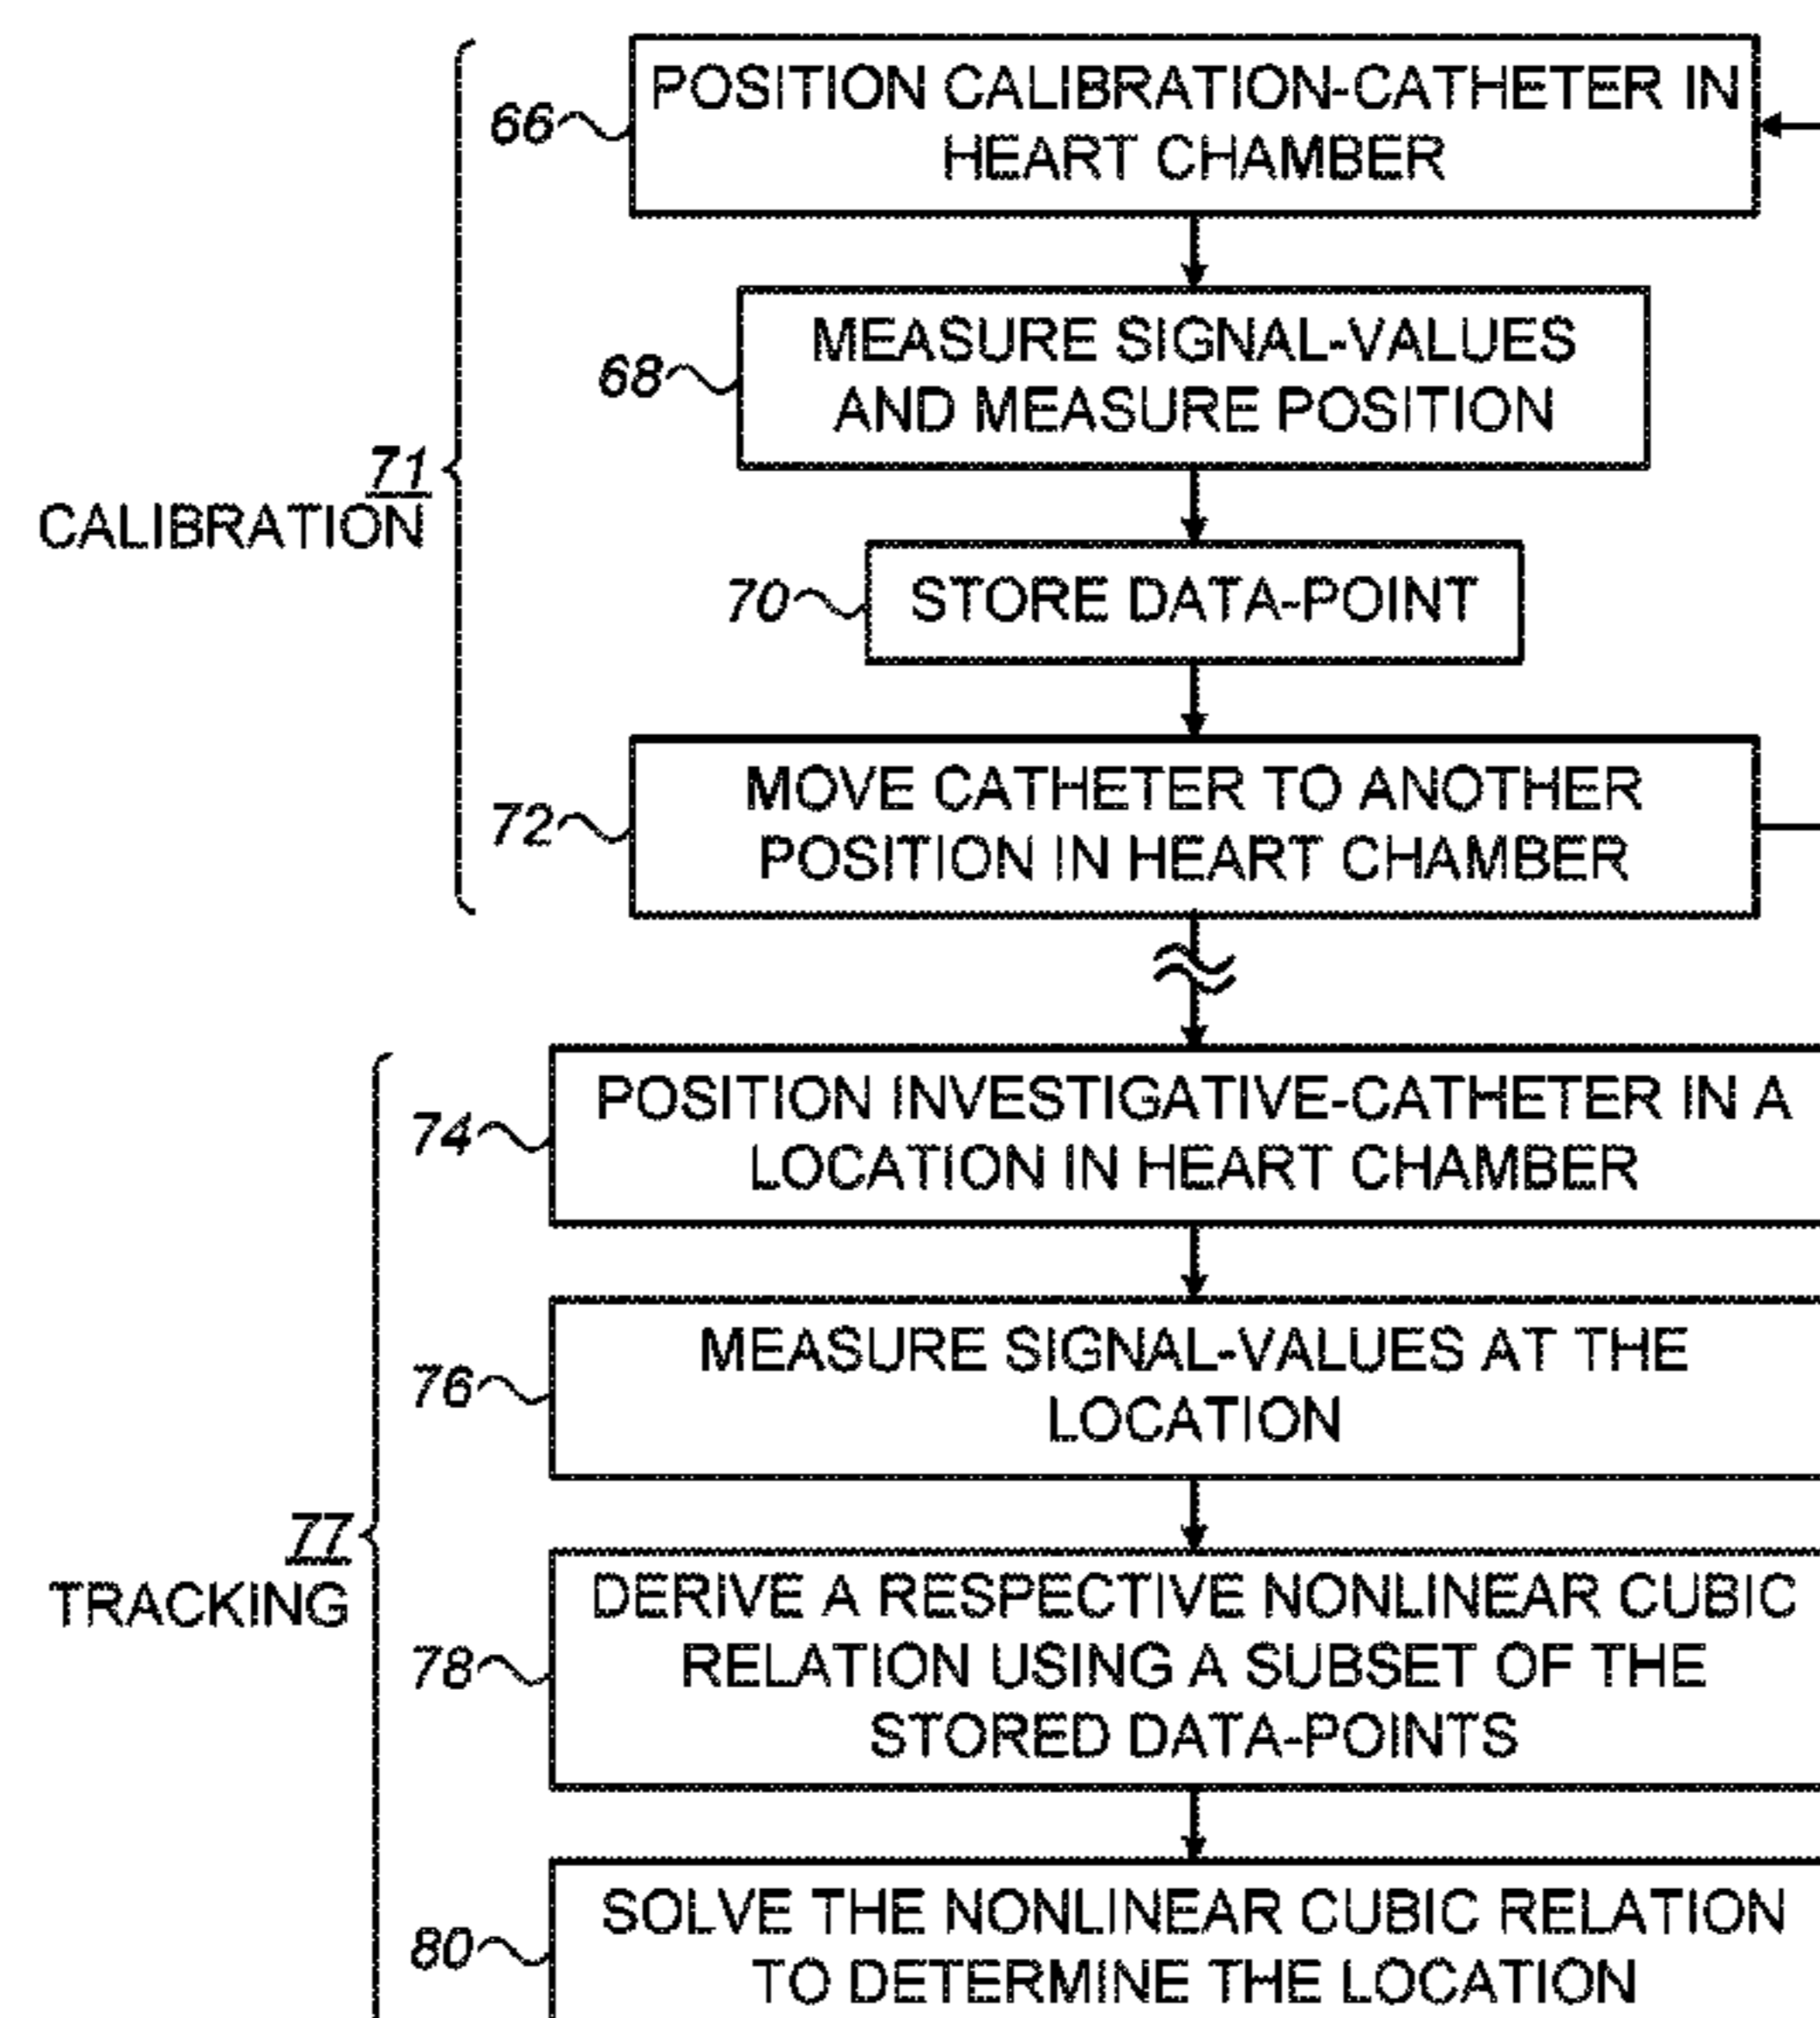 66
POSITION CALIBRATION-CATHETER IN
HEART CHAMBER
68
MEASURE SIGNAL-VALUES
AND MEASURE POSITION
71
CALIBRATION
70
STORE DATA-POINT
72
MOVE CATHETER TO ANOTHER
POSITION IN HEART CHAMBER
74
POSITION INVESTIGATIVE-CATHETER IN A
LOCATION IN HEART CHAMBER
76
MEASURE SIGNAL-VALUES AT THE
LOCATION
77
TRACKING
78
DERIVE A RESPECTIVE NONLINEAR CUBIC
RELATION USING A SUBSET OF THE
STORED DATA-POINTS
80
SOLVE THE NONLINEAR CUBIC RELATION
TO DETERMINE THE LOCATION